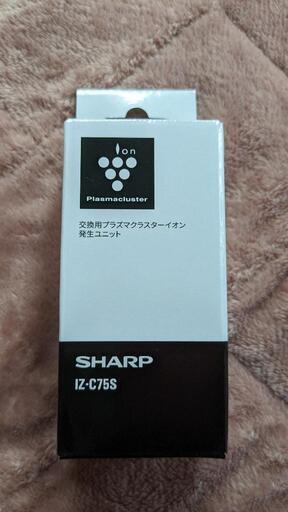 Ion
Plasmacluster
交換用プラズマクラスターイオン
発生ユニット
SHARP
IZ-C75S